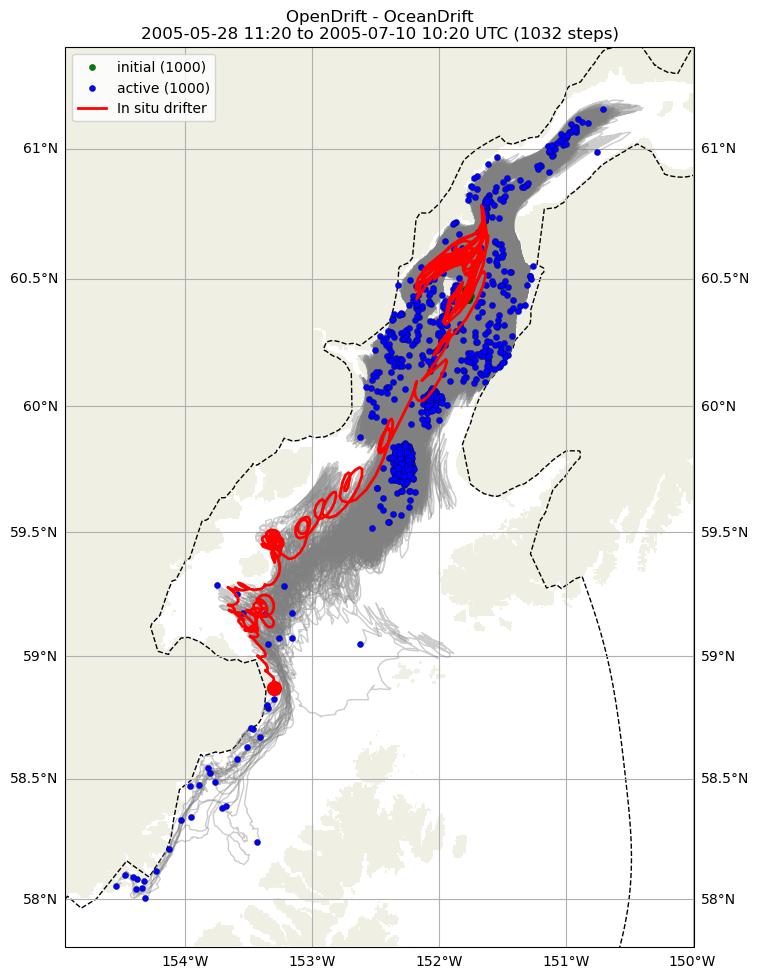 OpenDrift - OceanDrift
2005-05-28 11:20 to 2005-07-10 10:20 UTC (1032 steps)
initial (1000)
active (1000)
In situ drifter
61°N
61°N
60.5°N
60.5°N
60°N
60°N
59.5°N
59.5°N
59°N
59°N
58.5°N
58.5°N
58°N
58°N
154°W
153°W
152°W
151°W
150°W